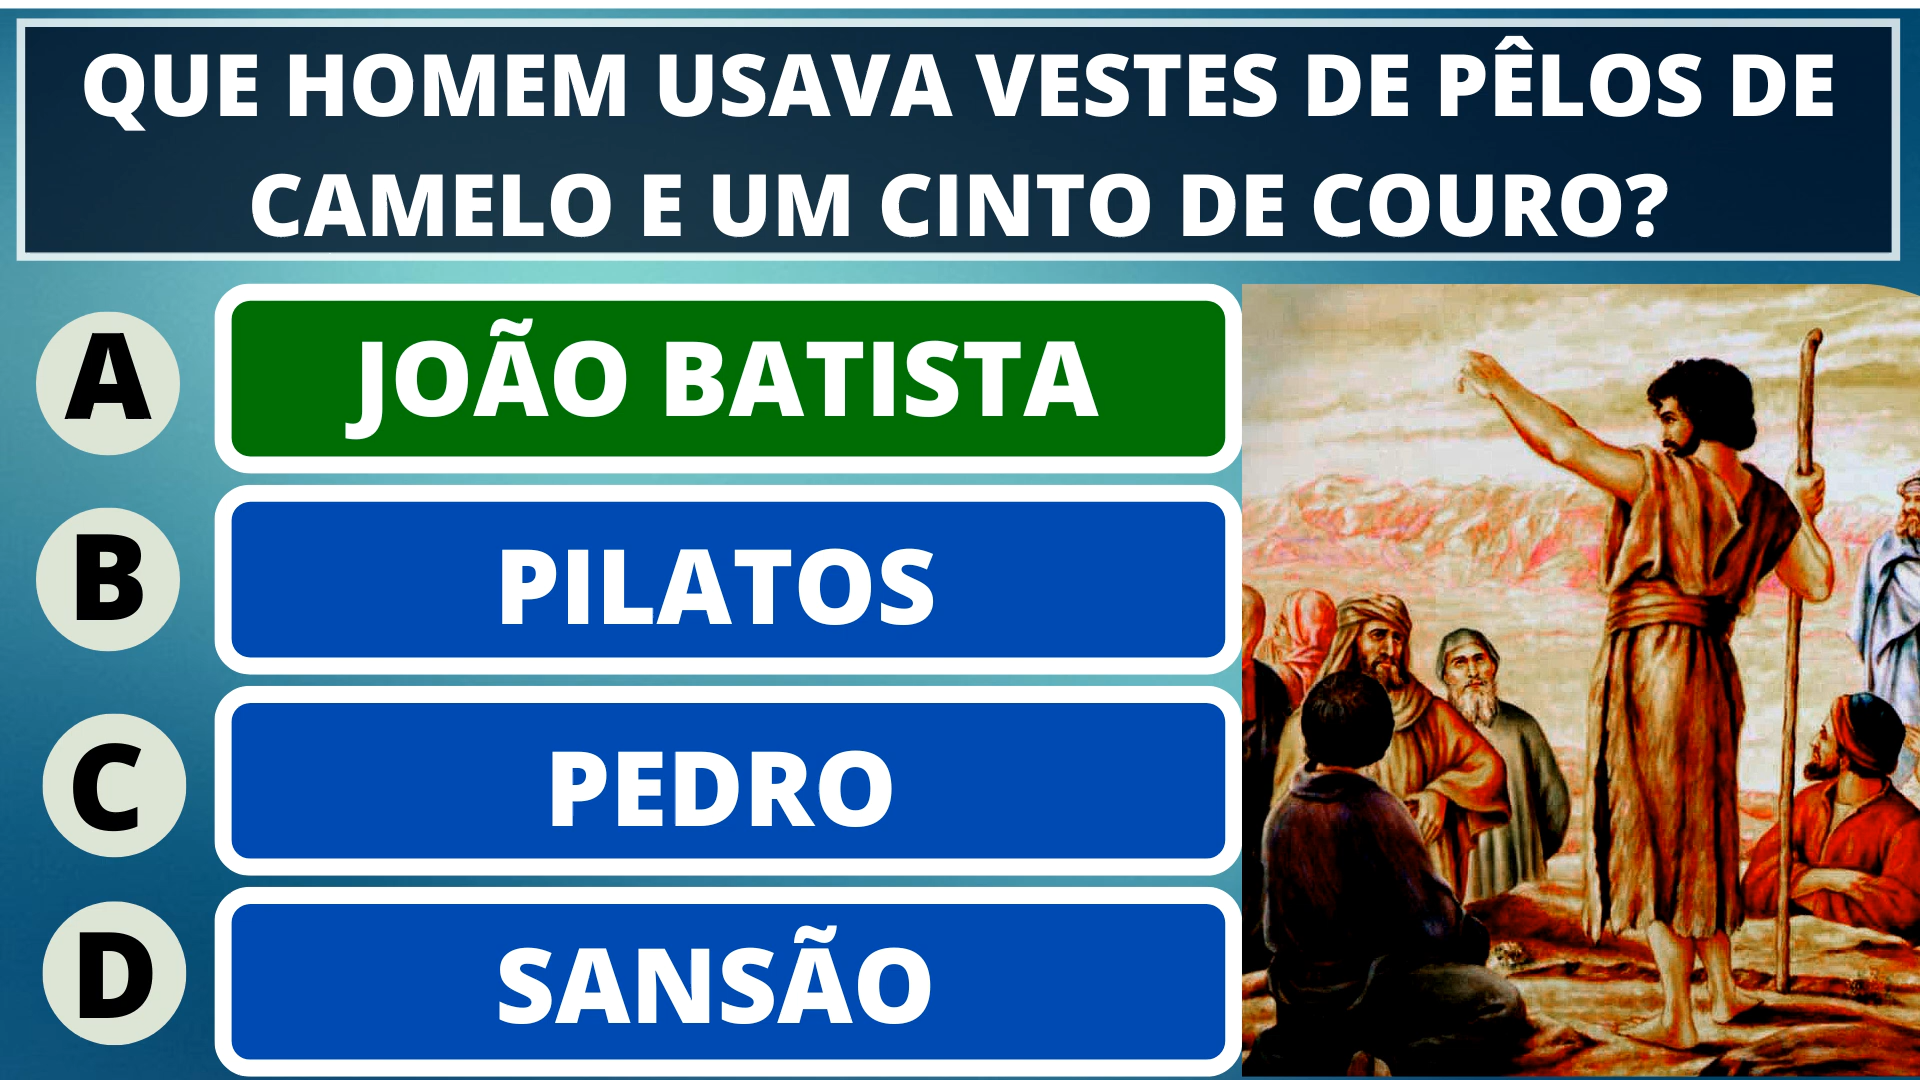 QUE HOMEM USAVA VESTES DE PÊLOS DE
CAMELO E UM CINTO DE COURO?
A
JOÃO BATISTA
B
PILATOS
C
PEDRO
D
SANSÃO